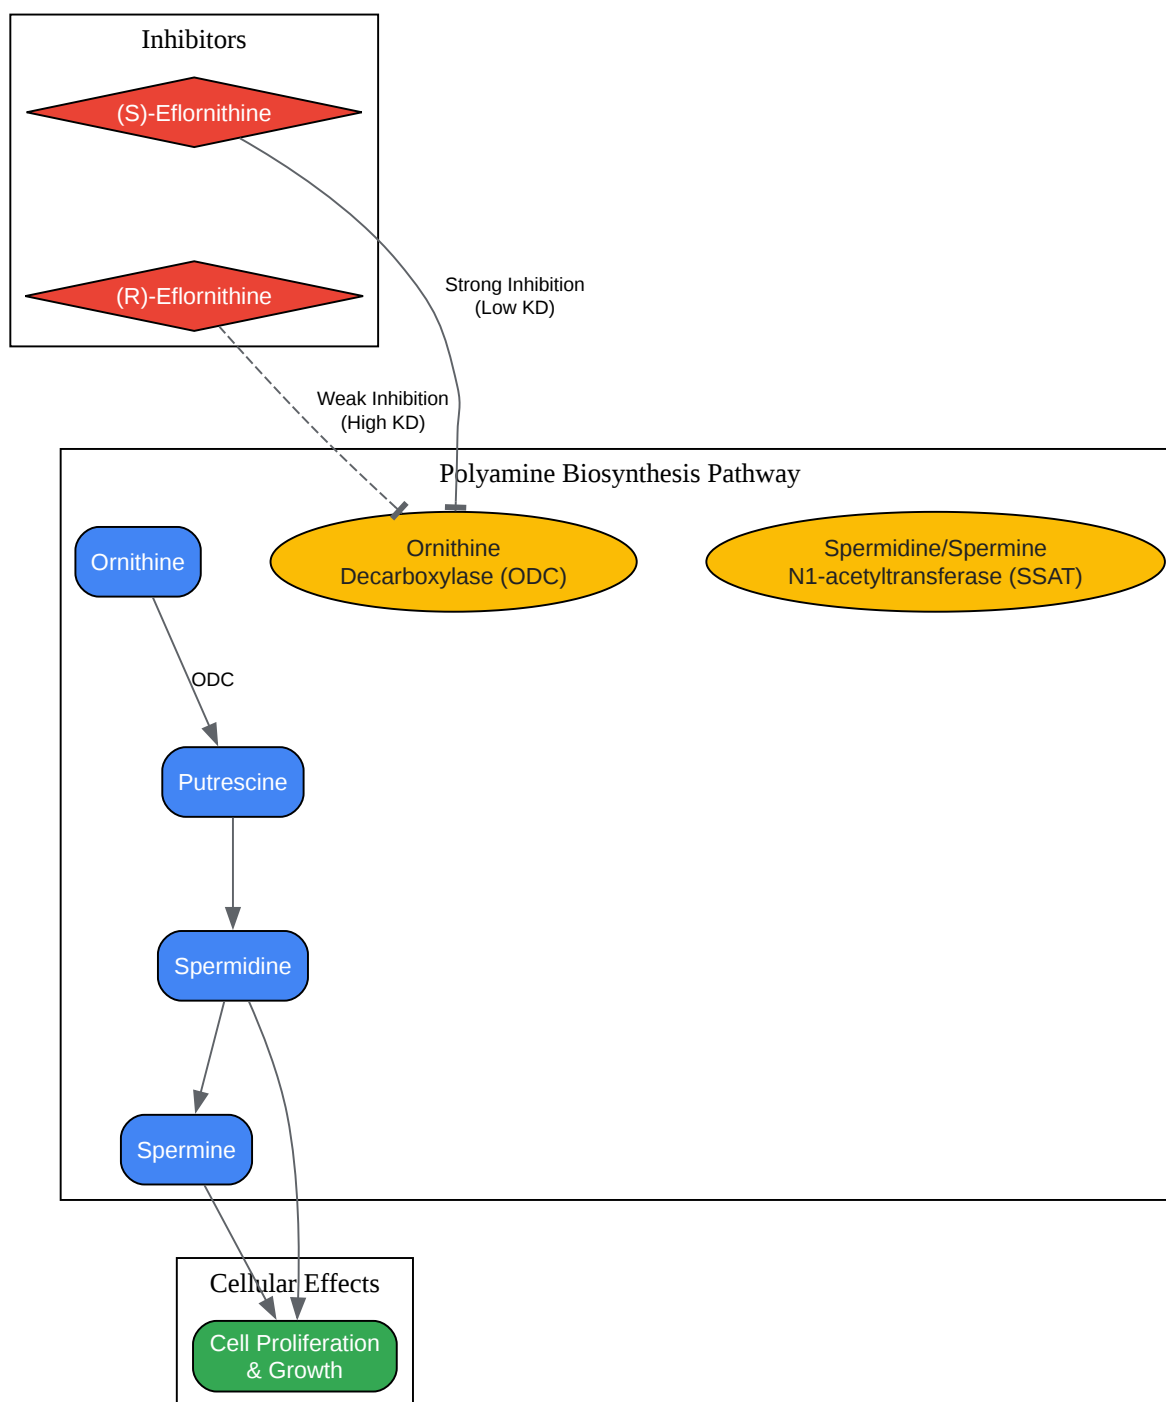 Inhibitors
(S)-Eflornithine
(R)-Eflornithine
Strong Inhibition
(Low KD)
Weak Inhibition
(High KD)
Polyamine Biosynthesis Pathway
Ornithine
Ornithine
Decarboxylase (ODC)
Spermidine/Spermine
N1-acetyltransferase (SSAT)
ODC
Putrescine
Spermidine
Spermine
Cellular Effects
Cell Proliferation
& Growth